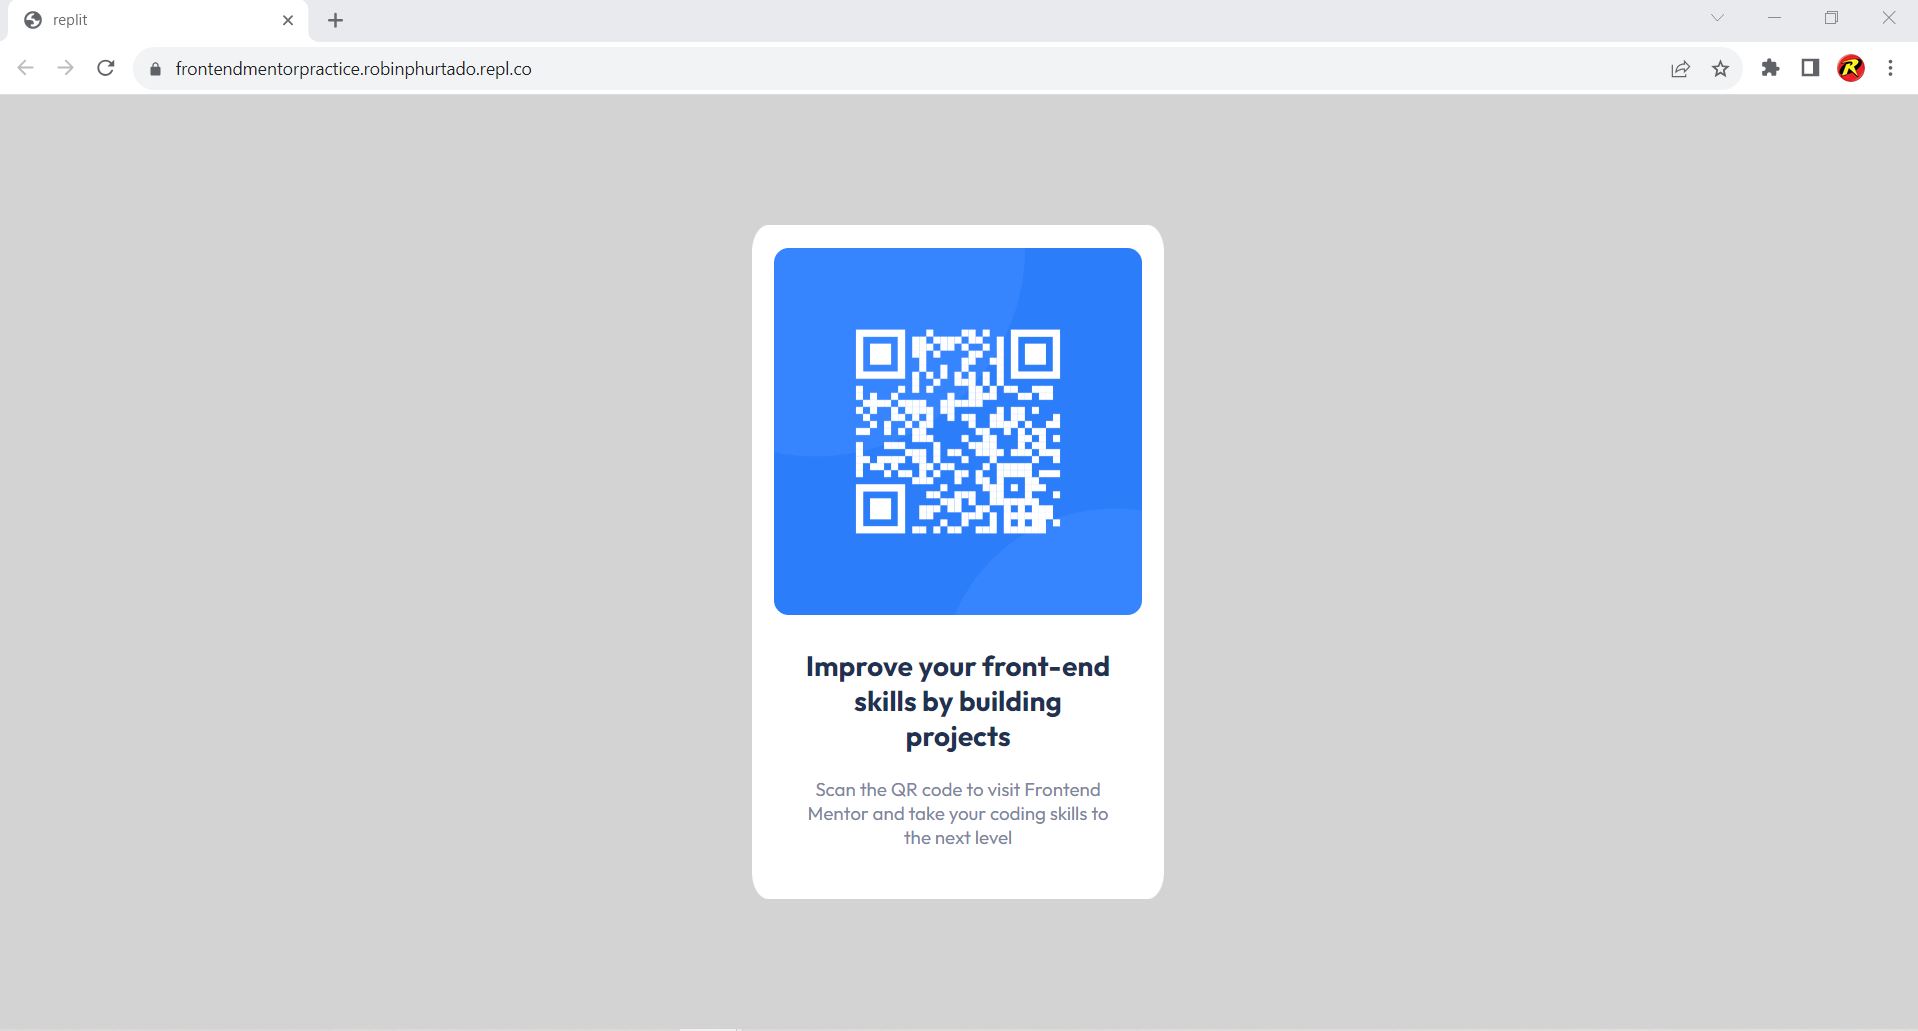 replit
frontendmentorpractice.robinphurtado.repl.co
Improve your front-end
skills by building
projects
Scan the QR code to visit Frontend
Mentor and take your coding skills to
the next level